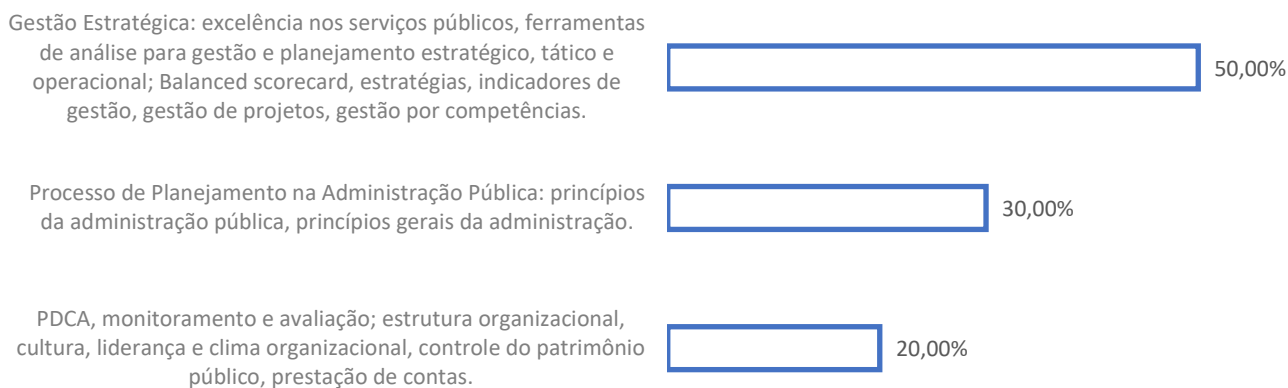 Gestão Estratégica: excelência nos serviços públicos, ferramentas
de análise para gestão e planejamento estratégico, tático e
operacional; Balanced scorecard, estratégias, indicadores de
gestão, gestão de projetos, gestão por competências.
50,00%
Processo de Planejamento na Administração Pública: princípios
da administração pública, princípios gerais da administração.
30,00%
PDCA, monitoramento e avaliação; estrutura organizacional,
cultura, liderança e clima organizacional, controle do patrimônio
público, prestação de contas.
20,00%